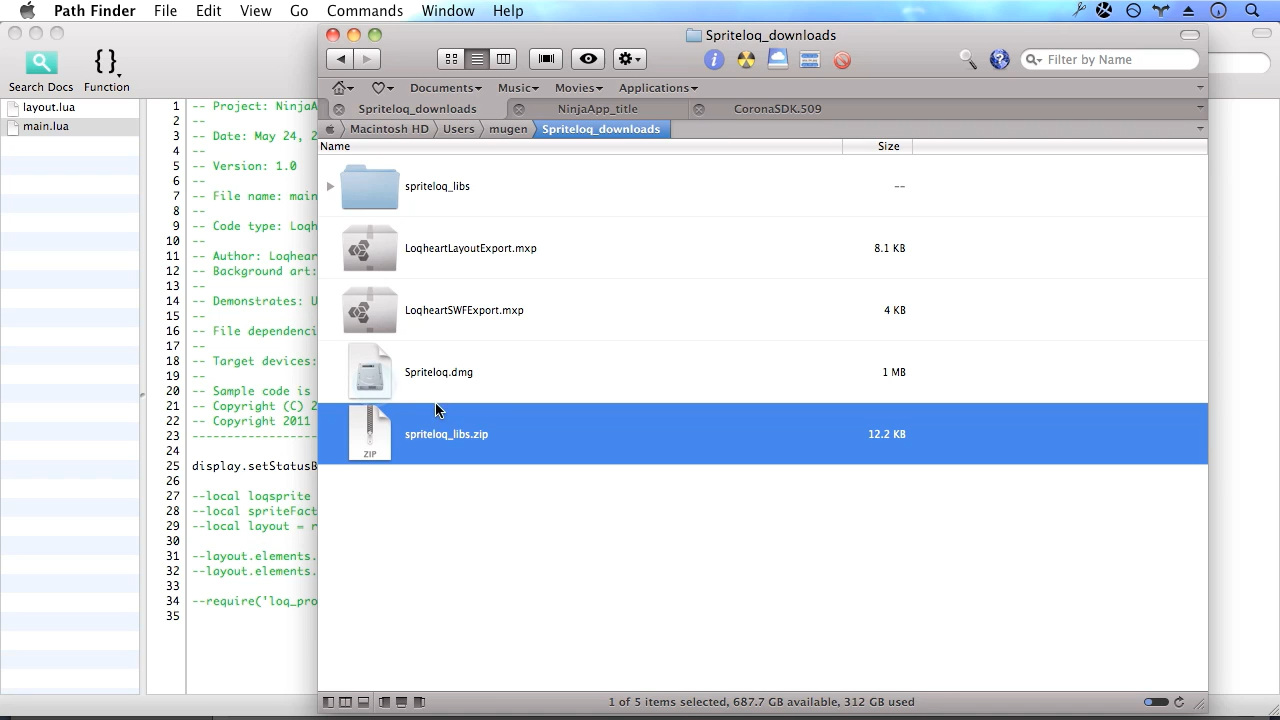 Path Finder File Edit View Go Commands Window Help
Spriteloq_downloads
Filter by Name
Search Docs Function
Documents Music Movies Applications
layout.lua
main.lua
Spriteloq_downloads NinjaApp_title CoronaSDK.509
Macintosh HD Users mugen Spriteloq_downloads
Name Size
spriteloq_libs --
LoqheartLayoutExport.mxp 8.1 KB
LoqheartSWFExport.mxp 4 KB
Spriteloq.dmg 1 MB
spriteloq_libs.zip 12.2 KB
ZIP
1 -- Project: NinjaA
2 --
3 -- Date: May 24, 2
4 --
5 -- Version: 1.0
6 --
7 -- File name: main
8 --
9 -- Code type: Loqh
10 --
11 -- Author: Loqhear
12 -- Background art:
13 --
14 -- Demonstrates: U
15 --
16 -- File dependenci
17 --
18 -- Target devices:
19 --
20 -- Sample code is
21 -- Copyright (C) 2
22 -- Copyright 2011
23 ----------------
24
25 display.setStatusB
26
27 --local loqsprite
28 --local spriteFact
29 --local layout = r
30
31 --layout.elements.
32 --layout.elements.
33
34 --require('loq_pro
35
1 of 5 items selected, 687.7 GB available, 312 GB used